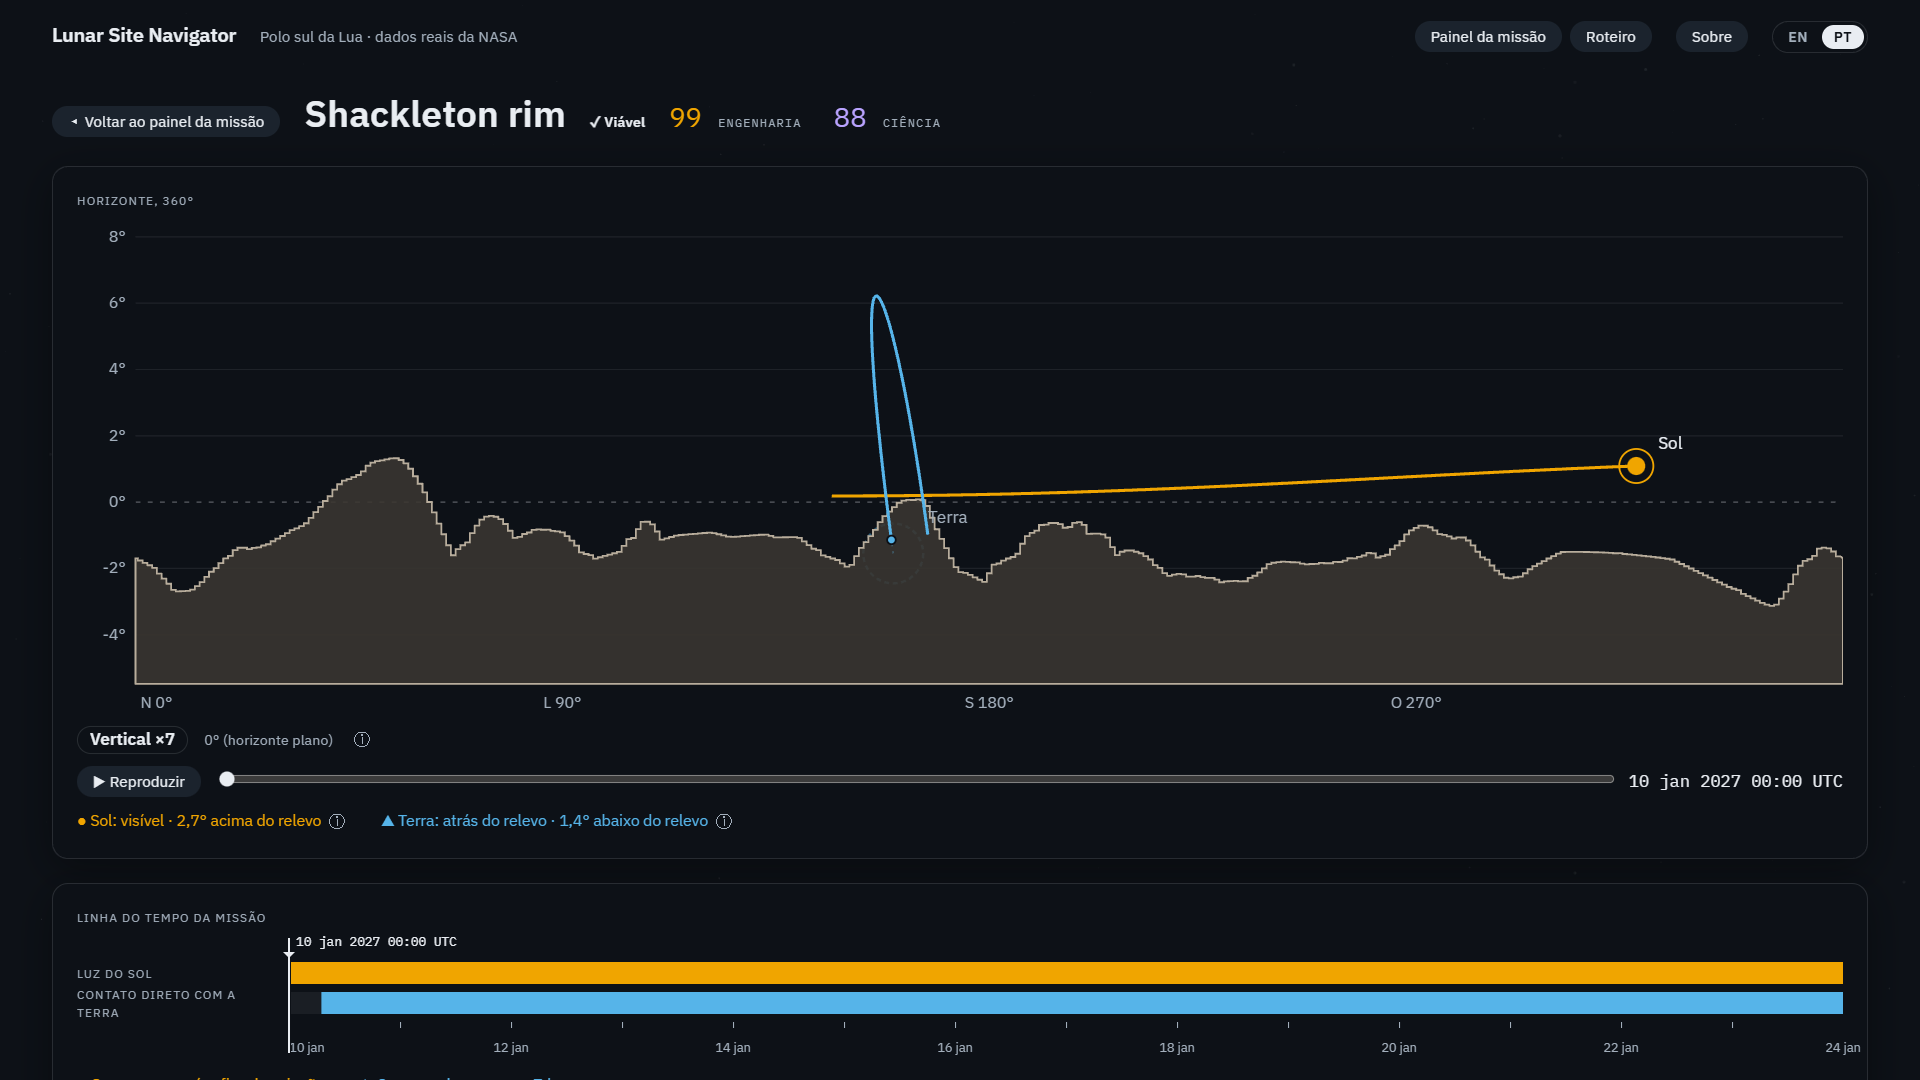 Lunar Site Navigator
Polo sul da Lua · dados reais da NASA
Painel da missão
Roteiro
Sobre
EN
PT
◂ Voltar ao painel da missão
Shackleton rim
✓ Viável
99 ENGENHARIA
88 CIÊNCIA
HORIZONTE, 360°
8°
6°
4°
2°
0°
-2°
-4°
Sol
Terra
N 0°
L 90°
S 180°
O 270°
Vertical ×7
0° (horizonte plano)
ⓘ
▶ Reproduzir
10 jan 2027 00:00 UTC
● Sol: visível · 2,7° acima do relevo ⓘ
▲ Terra: atrás do relevo · 1,4° abaixo do relevo ⓘ
LINHA DO TEMPO DA MISSÃO
10 jan 2027 00:00 UTC
LUZ DO SOL
CONTATO DIRETO COM A
TERRA
10 jan
12 jan
14 jan
16 jan
18 jan
20 jan
22 jan
24 jan